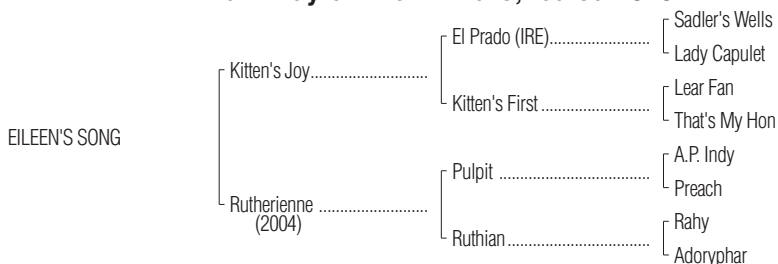 Sadler's Wells
El Prado (IRE)
Lady Capulet
Kitten's Joy
Lear Fan
Kitten's First
That's My Hon
EILEEN'S SONG
A.P. Indy
Pulpit
Preach
Rutherienne
(2004)
Rahy
Ruthian
Adoryphar